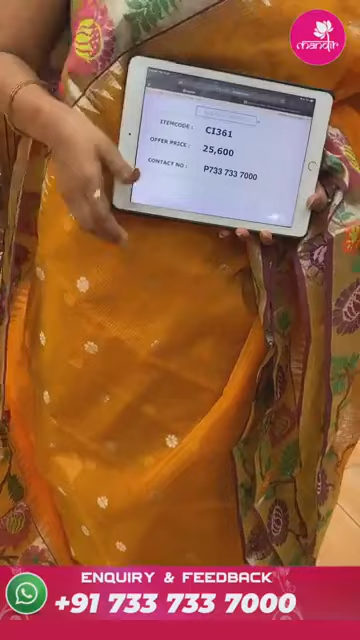 mandir
ITEMCODE : CI361
OFFER PRICE : 25,600
CONTACT NO : P733 733 7000
ENQUIRY & FEEDBACK
+91 733 733 7000